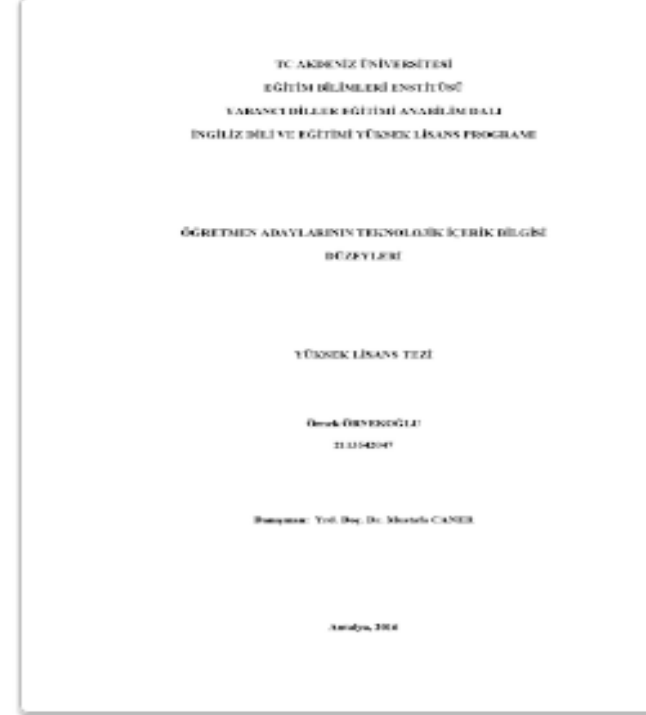 TC AKDENİZ ÜNİVERSİTESİ
EĞİTİM BİLİMLERİ ENSTİTÜSÜ
YABANCI DİLLER EĞİTİMİ ANABİLİM DALI
İNGİLİZ DİLİ VE EĞİTİMİ YÜKSEK LİSANS PROGRAMI
ÖĞRETMEN ADAYLARININ TEKNOLOJİK İÇERİK BİLGİSİ
DÜZEYLERİ
YÜKSEK LİSANS TEZİ
Örnek ÖRNEKOĞLU
Danışman: Yrd. Doç. Dr. Mustafa CANER
Antalya, 2016